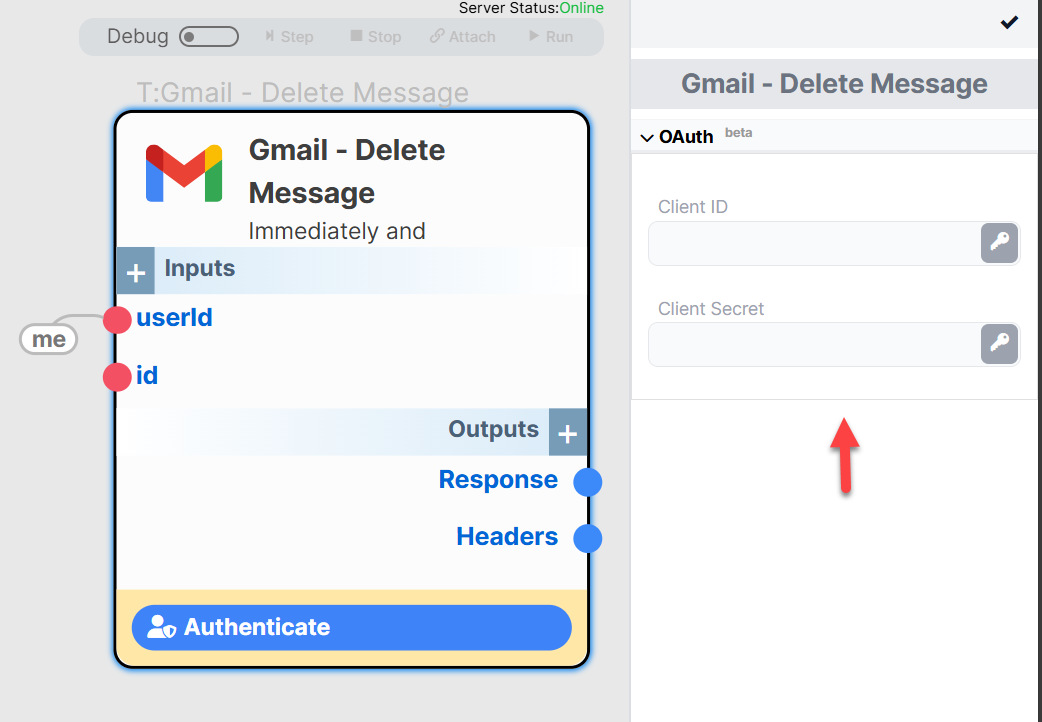 Server Status:Online
Debug
Step
Stop
Attach
Run
T:Gmail - Delete Message
Gmail - Delete
Message
Immediately and
Inputs
userId
me
id
Outputs
Response
Headers
Authenticate
Gmail - Delete Message
OAuth beta
Client ID
Client Secret